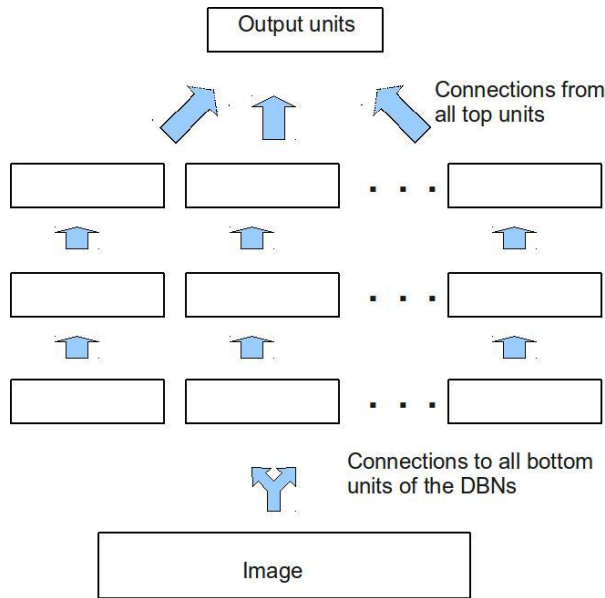 Output units
Connections from
all top units
. . .
. . .
. . .
Connections to all bottom
units of the DBNs
Image